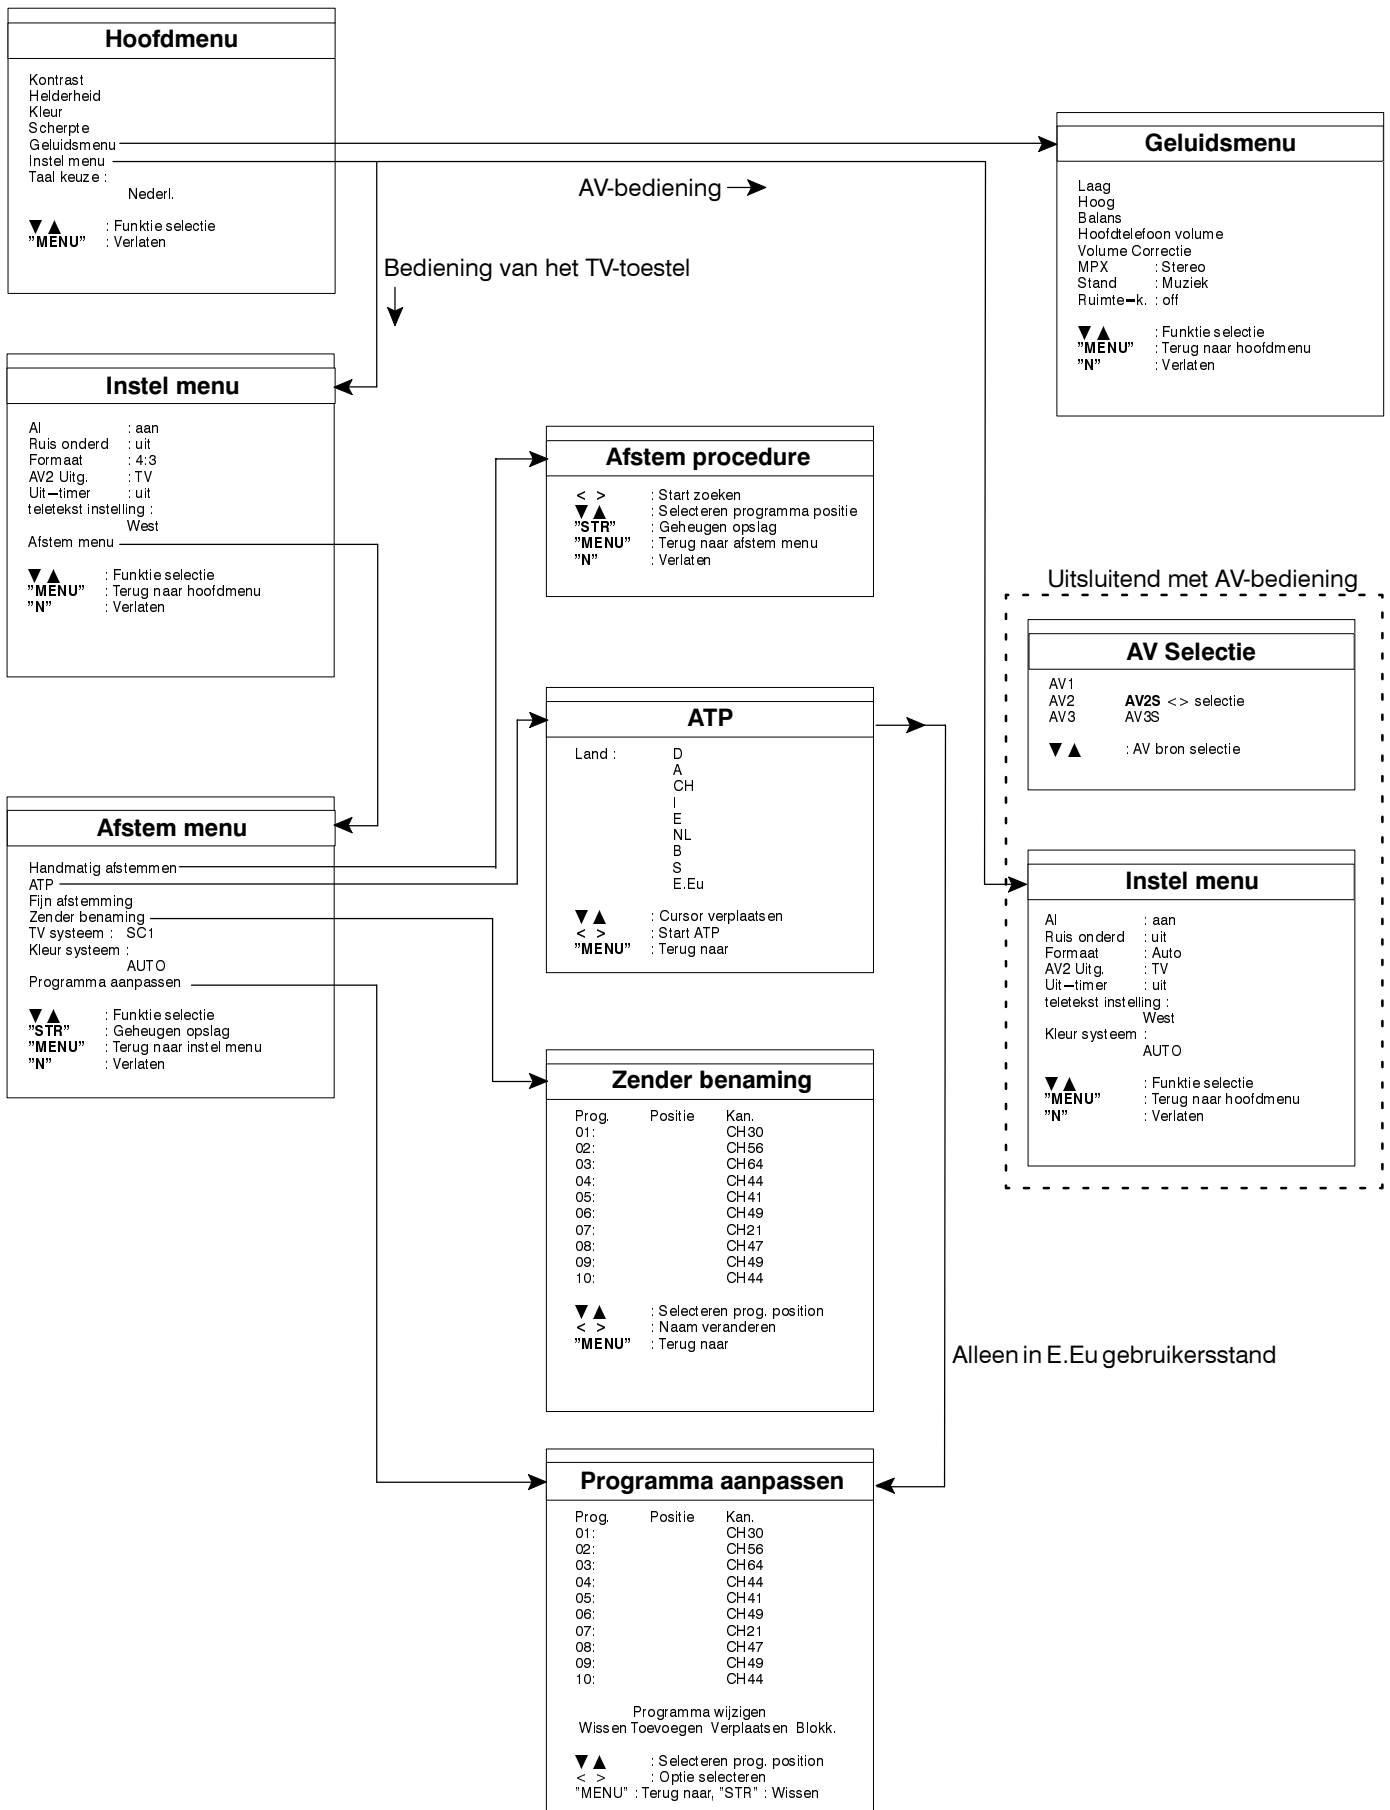 Hoofdmenu
Kontrast
Helderheid
Kleur
Scherpte
Geluidsmenu
Instel menu
Taal keuze :
Nederl.
▼ ▲ : Funktie selectie
"MENU" : Verlaten
AV-bediening
Bediening van het TV-toestel
Geluidsmenu
Laag
Hoog
Balans
Hoofdtelefoon volume
Volume Correctie
MPX : Stereo
Stand : Muziek
Ruimte-k. : off
▼ ▲ : Funktie selectie
"MENU" : Terug naar hoofdmenu
"N" : Verlaten
Instel menu
AI : aan
Ruis onderd : uit
Formaat : 4:3
AV2 Uitg. : TV
Uit-timer : uit
teletekst instelling :
West
Afstem menu
▼ ▲ : Funktie selectie
"MENU" : Terug naar hoofdmenu
"N" : Verlaten
Afstem procedure
< > : Start zoeken
▼ ▲ : Selecteren programma positie
"STR" : Geheugen opslag
"MENU" : Terug naar afstem menu
"N" : Verlaten
Uitsluitend met AV-bediening
AV Selectie
AV1
AV2 AV2S <> selectie
AV3 AV3S
▼ ▲ : AV bron selectie
ATP
Land : D
A
CH
I
E
NL
B
S
E.Eu
▼ ▲ : Cursor verplaatsen
< > : Start ATP
"MENU" : Terug naar
Afstem menu
Handmatig afstemmen
ATP
Fijn afstemming
Zender benaming
TV systeem : SC1
Kleur systeem :
AUTO
Programma aanpassen
▼ ▲ : Funktie selectie
"STR" : Geheugen opslag
"MENU" : Terug naar instel menu
"N" : Verlaten
Instel menu
AI : aan
Ruis onderd : uit
Formaat : Auto
AV2 Uitg. : TV
Uit-timer : uit
teletekst instelling :
West
Kleur systeem :
AUTO
▼ ▲ : Funktie selectie
"MENU" : Terug naar hoofdmenu
"N" : Verlaten
Zender benaming
Prog. Positie Kan.
01: CH30
02: CH56
03: CH64
04: CH44
05: CH41
06: CH49
07: CH21
08: CH47
09: CH49
10: CH44
▼ ▲ : Selecteren prog. position
< > : Naam veranderen
"MENU" : Terug naar
Alleen in E.Eu gebruikersstand
Programma aanpassen
Prog. Positie Kan.
01: CH30
02: CH56
03: CH64
04: CH44
05: CH41
06: CH49
07: CH21
08: CH47
09: CH49
10: CH44
Programma wijzigen
Wissen Toevoegen Verplaatsen Blokk.
▼ ▲ : Selecteren prog. position
< > : Optie selecteren
"MENU" : Terug naar, "STR" : Wissen